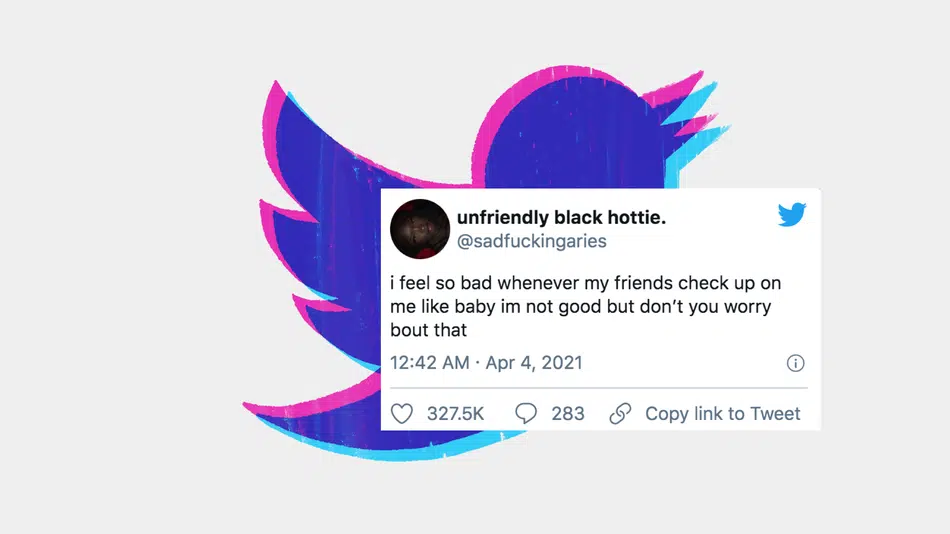 unfriendly black hottie.
@sadfuckingaries
i feel so bad whenever my friends check up on
me like baby im not good but don’t you worry
bout that
12:42 AM · Apr 4, 2021
327.5K 283 Copy link to Tweet